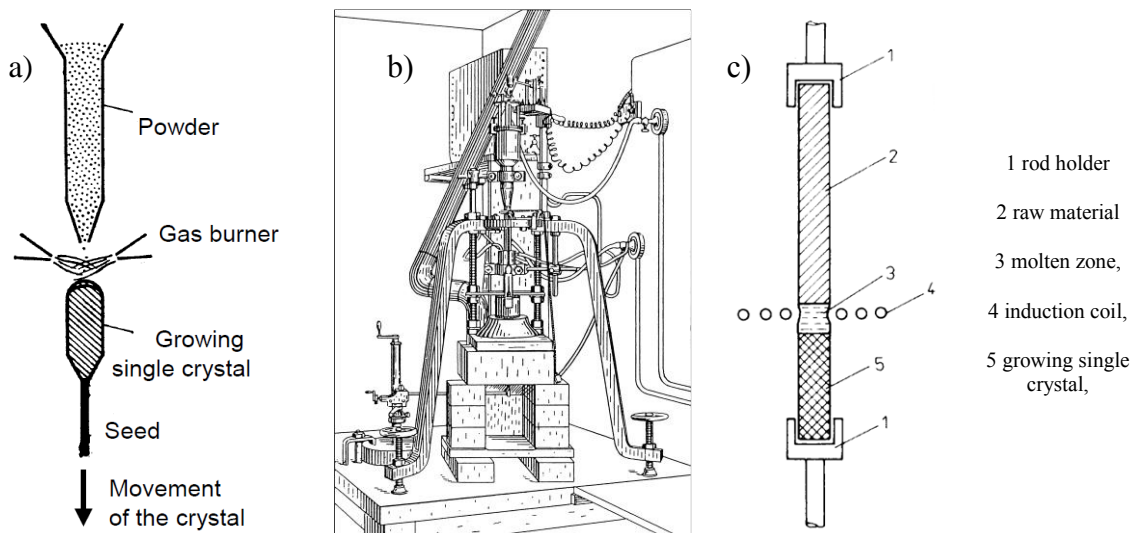 a)
Powder
Gas burner
Growing
single crystal
Seed
Movement
of the crystal
b)
c)
1
2
3
4
5
1
1 rod holder
2 raw material
3 molten zone,
4 induction coil,
5 growing single
crystal,